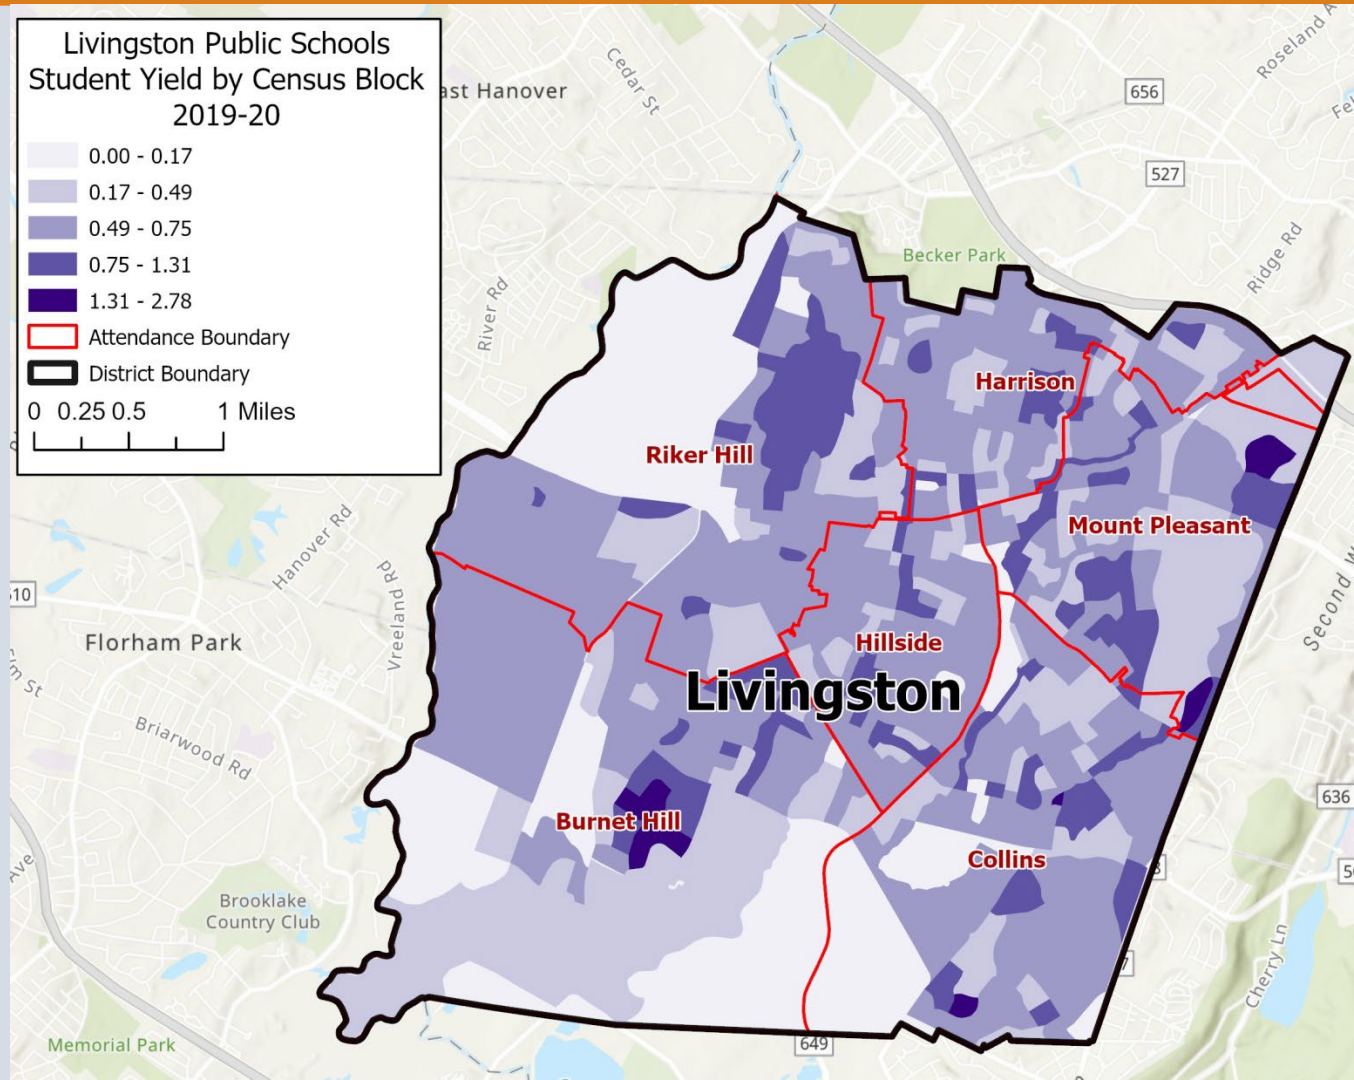 Livingston Public Schools
Student Yield by Census Block
2019-20
0.00 - 0.17
0.17 - 0.49
0.49 - 0.75
0.75 - 1.31
1.31 - 2.78
Attendance Boundary
District Boundary
0 0.25 0.5 1 Miles
ast Hanover
Cedar St
656
Roseland A
527
Ridge Rd
Becker Park
River Rd
Harrison
Riker Hill
Mount Pleasant
Hanover Rd
Vreeland Rd
Second W
10
Florham Park
Hillside
Livingston
Elm St
Briarwood Rd
636
Burnet Hill
Collins
Ave
Brooklake
Country Club
Cherry Ln
Memorial Park
649